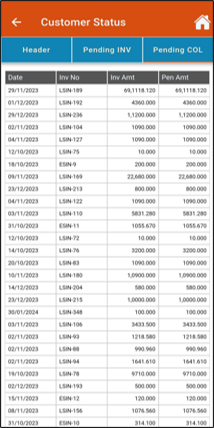 Customer Status
Header Pending INV Pending COL
Date Inv No Inv Amt Pen Amt
29/11/2023 LSIN-189 69,1118.120 69,1118.120
01/12/2023 LSIN-192 4360.000 4360.000
29/12/2023 LSIN-236 1,1200.000 1,1200.000
02/11/2023 LSIN-104 1090.000 1090.000
04/11/2023 LSIN-127 1090.000 1090.000
12/10/2023 LSIN-75 10.000 10.000
18/10/2023 ESIN-9 200.000 200.000
09/11/2023 LSIN-169 22,680.000 22,680.000
23/12/2023 LSIN-213 800.000 800.000
04/11/2023 LSIN-122 1090.000 1090.000
03/11/2023 LSIN-110 5831.280 5831.280
31/10/2023 ESIN-11 1055.670 1055.670
12/10/2023 LSIN-72 10.000 10.000
14/10/2023 LSIN-76 3200.000 3200.000
20/10/2023 LSIN-83 1090.000 1090.000
10/11/2023 LSIN-180 1,0900.000 1,0900.000
14/12/2023 LSIN-204 580.000 580.000
23/12/2023 LSIN-215 1,0000.000 1,0000.000
30/01/2024 LSIN-348 100.000 100.000
03/11/2023 LSIN-106 3433.500 3433.500
02/11/2023 LSIN-93 1218.580 1218.580
02/11/2023 LSIN-88 990.960 990.960
02/11/2023 LSIN-94 1641.610 1641.610
19/10/2023 LSIN-78 9710.000 9710.000
02/12/2023 LSIN-193 500.000 500.000
15/12/2023 ESIN-12 120.000 120.000
08/11/2023 LSIN-156 1076.560 1076.560
31/10/2023 ESIN-10 314.100 314.100